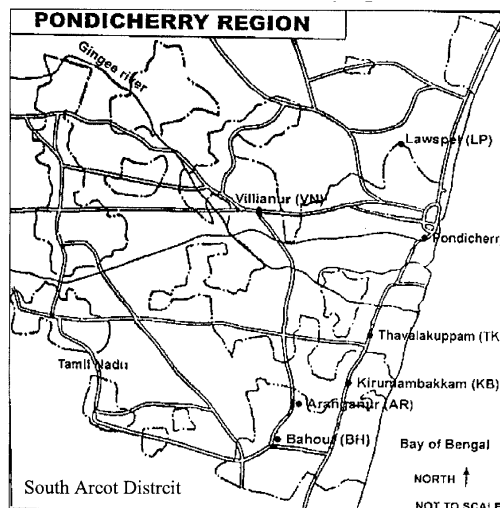 PONDICHERRY REGION
Gingee river
Lawspet (LP)
Villianur (VN)
Pondicherr
Thavalakuppam (TK
Tamil Nadu
Kirumambakkam (KB)
Aranganur (AR)
Bahour (BH)
Bay of Bengal
NORTH
South Arcot Distrcit
NOT TO SCALE